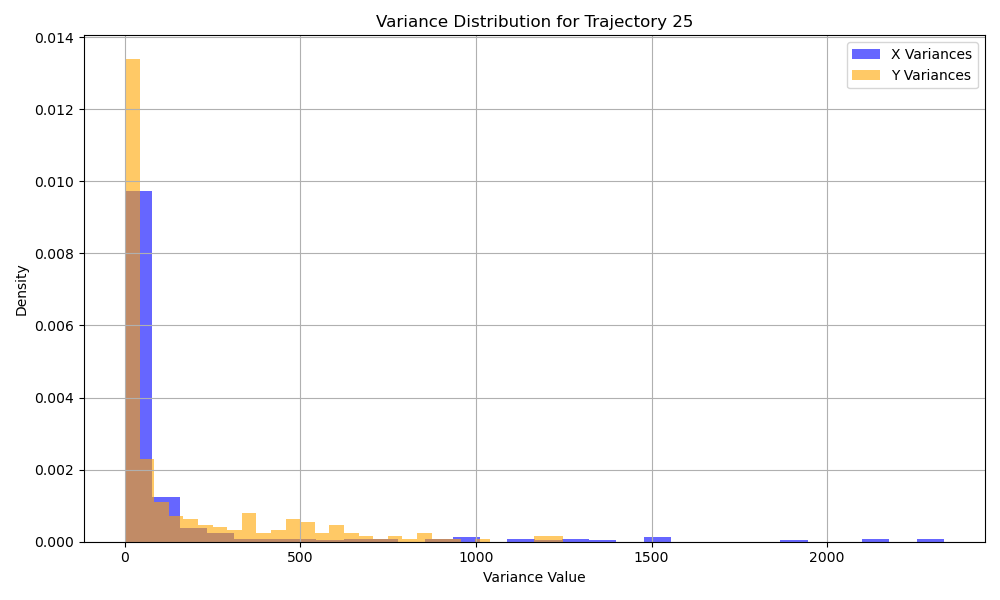 Variance Distribution for Trajectory 25
X Variances
Y Variances
Density
0.014
0.012
0.010
0.008
0.006
0.004
0.002
0.000
0
500
1000
1500
2000
Variance Value